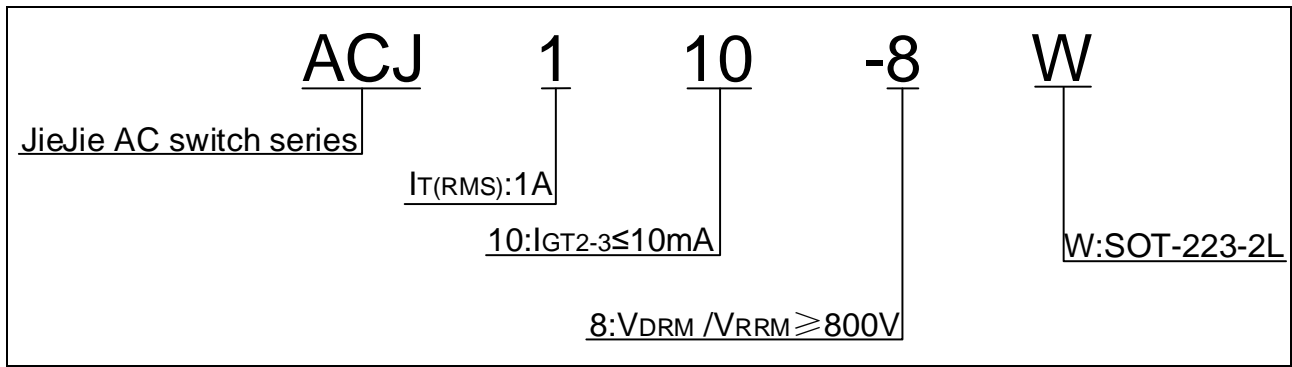 ACJ 1 10 -8 W
JieJie AC switch series
IT(RMS):1A
10:IGT2-3≤10mA
W:SOT-223-2L
8:VDRM /VRRM≥800V